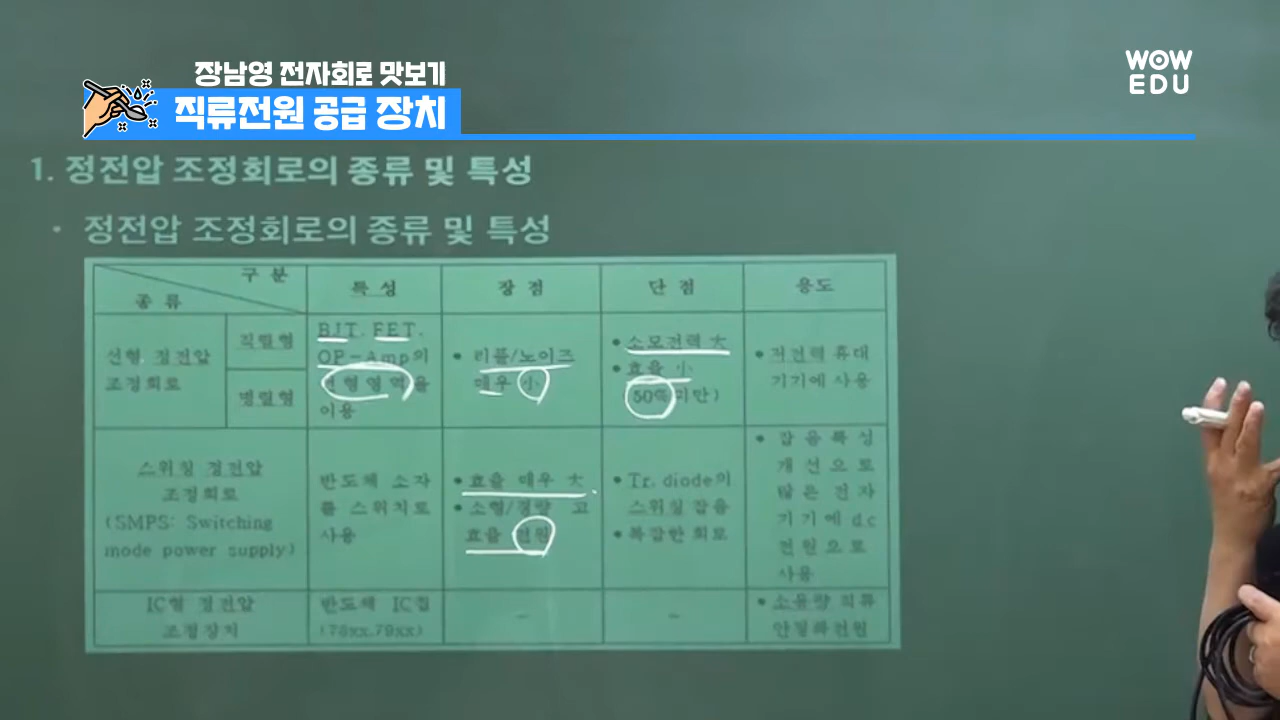 장남영 전자회로 맛보기
직류전원 공급 장치
WOW
EDU
1. 정전압 조정회로의 종류 및 특성
• 정전압 조정회로의 종류 및 특성
구 분
종 류
특 성
장 점
단 점
용도
선형 정전압
조정회로
직렬형
병렬형
BJT, FET,
OP-Amp의
선형영역을
이용
• 리플/노이즈
매우 小
• 소모전력 大
• 효율 小
(50%미만)
• 저전력 휴대
기기에 사용
스위칭 정전압
조정회로
(SMPS: Switching
mode power supply)
반도체 소자
를 스위치로
사용
• 효율 매우 大
• 소형/경량 고
효율 전원
• Tr, diode의
스위칭 잡음
• 복잡한 회로
• 잡음특성
개선으로
많은 전자
기기에 dc
전원으로
사용
IC형 정전압
조정장치
반도체 IC칩
(78xx,79xx)
-
-
• 소용량 직류
안정화전원